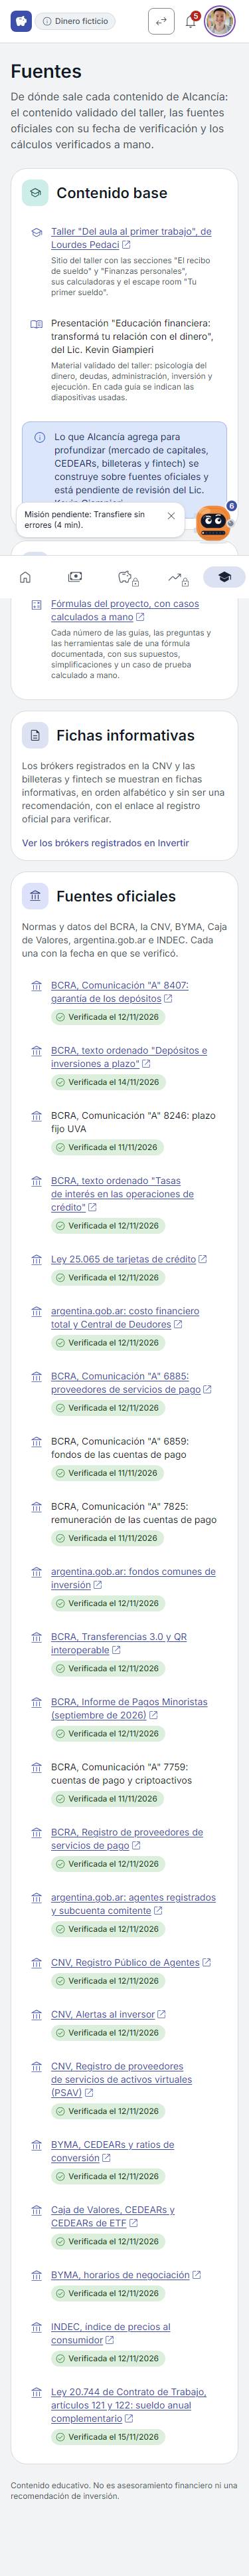 Dinero ficticio
5
Fuentes
De dónde sale cada contenido de Alcancía:
el contenido validado del taller, las fuentes
oficiales con su fecha de verificación y los
cálculos verificados a mano.
Contenido base
Taller "Del aula al primer trabajo", de
Lourdes Pedaci
Sitio del taller con las secciones "El recibo
de sueldo" y "Finanzas personales",
sus calculadoras y el escape room "Tu
primer sueldo".
Presentación "Educación financiera:
transformá tu relación con el dinero",
del Lic. Kevin Giampieri
Material validado del taller: psicología del
dinero, deudas, administración, inversión y
ejecución. En cada guía se indican las
diapositivas usadas.
Lo que Alcancía agrega para
profundizar (mercado de capitales,
CEDEARs, billeteras y fintech) se
construye sobre fuentes oficiales y
está pendiente de revisión del Lic.
6
Misión pendiente: Transfiere sin
errores (4 min).
Fórmulas del proyecto, con casos
calculados a mano
Cada número de las guías, las preguntas y
las herramientas sale de una fórmula
documentada, con sus supuestos,
simplificaciones y un caso de prueba
calculado a mano.
Fichas informativas
Los brókers registrados en la CNV y las
billeteras y fintech se muestran en fichas
informativas, en orden alfabético y sin ser una
recomendación, con el enlace al registro
oficial para verificar.
Ver los brókers registrados en Invertir
Fuentes oficiales
Normas y datos del BCRA, la CNV, BYMA, Caja
de Valores, argentina.gob.ar e INDEC. Cada
una con la fecha en que se verificó.
BCRA, Comunicación "A" 8407:
garantía de los depósitos
Verificada el 12/11/2026
BCRA, texto ordenado "Depósitos e
inversiones a plazo"
Verificada el 14/11/2026
BCRA, Comunicación "A" 8246: plazo
fijo UVA
Verificada el 11/11/2026
BCRA, texto ordenado "Tasas
de interés en las operaciones de
crédito"
Verificada el 12/11/2026
Ley 25.065 de tarjetas de crédito
Verificada el 12/11/2026
argentina.gob.ar: costo financiero
total y Central de Deudores
Verificada el 12/11/2026
BCRA, Comunicación "A" 6885:
proveedores de servicios de pago
Verificada el 12/11/2026
BCRA, Comunicación "A" 6859:
fondos de las cuentas de pago
Verificada el 11/11/2026
BCRA, Comunicación "A" 7825:
remuneración de las cuentas de pago
Verificada el 11/11/2026
argentina.gob.ar: fondos comunes de
inversión
Verificada el 12/11/2026
BCRA, Transferencias 3.0 y QR
interoperable
Verificada el 12/11/2026
BCRA, Informe de Pagos Minoristas
(septiembre de 2026)
Verificada el 12/11/2026
BCRA, Comunicación "A" 7759:
cuentas de pago y criptoactivos
Verificada el 11/11/2026
BCRA, Registro de proveedores de
servicios de pago
Verificada el 12/11/2026
argentina.gob.ar: agentes registrados
y subcuenta comitente
Verificada el 12/11/2026
CNV, Registro Público de Agentes
Verificada el 12/11/2026
CNV, Alertas al inversor
Verificada el 12/11/2026
CNV, Registro de proveedores
de servicios de activos virtuales
(PSAV)
Verificada el 12/11/2026
BYMA, CEDEARs y ratios de
conversión
Verificada el 12/11/2026
Caja de Valores, CEDEARs y
CEDEARs de ETF
Verificada el 12/11/2026
BYMA, horarios de negociación
Verificada el 12/11/2026
INDEC, índice de precios al
consumidor
Verificada el 12/11/2026
Ley 20.744 de Contrato de Trabajo,
artículos 121 y 122: sueldo anual
complementario
Verificada el 15/11/2026
Contenido educativo. No es asesoramiento financiero ni una
recomendación de inversión.